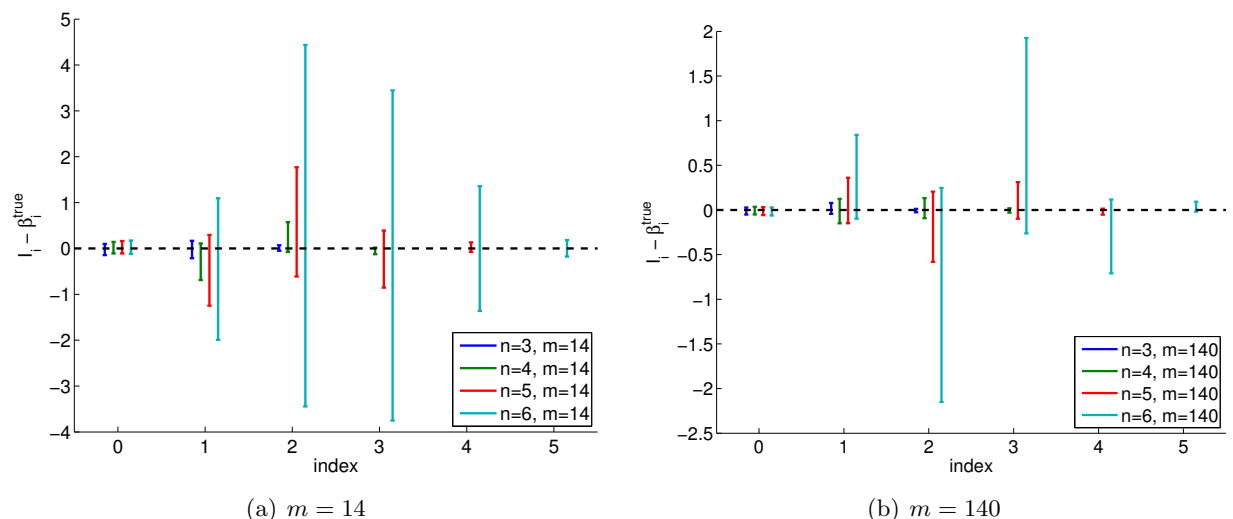 5
4
3
2
1
0
−1
−2
−3
−4
I_i − β_i^true
0 1 2 3 4 5
index
n=3, m=14
n=4, m=14
n=5, m=14
n=6, m=14
(a) m = 14
2
1.5
1
0.5
0
−0.5
−1
−1.5
−2
−2.5
I_i − β_i^true
0 1 2 3 4 5
index
n=3, m=140
n=4, m=140
n=5, m=140
n=6, m=140
(b) m = 140